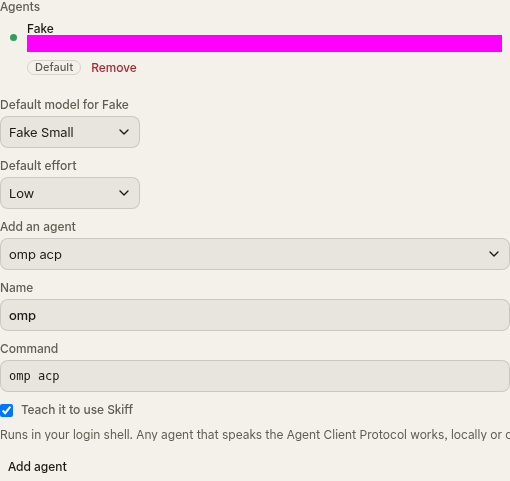 Agents
Fake
Default
Remove
Default model for Fake
Fake Small
Default effort
Low
Add an agent
omp acp
Name
omp
Command
omp acp
Teach it to use Skiff
Runs in your login shell. Any agent that speaks the Agent Client Protocol works, locally or
Add agent